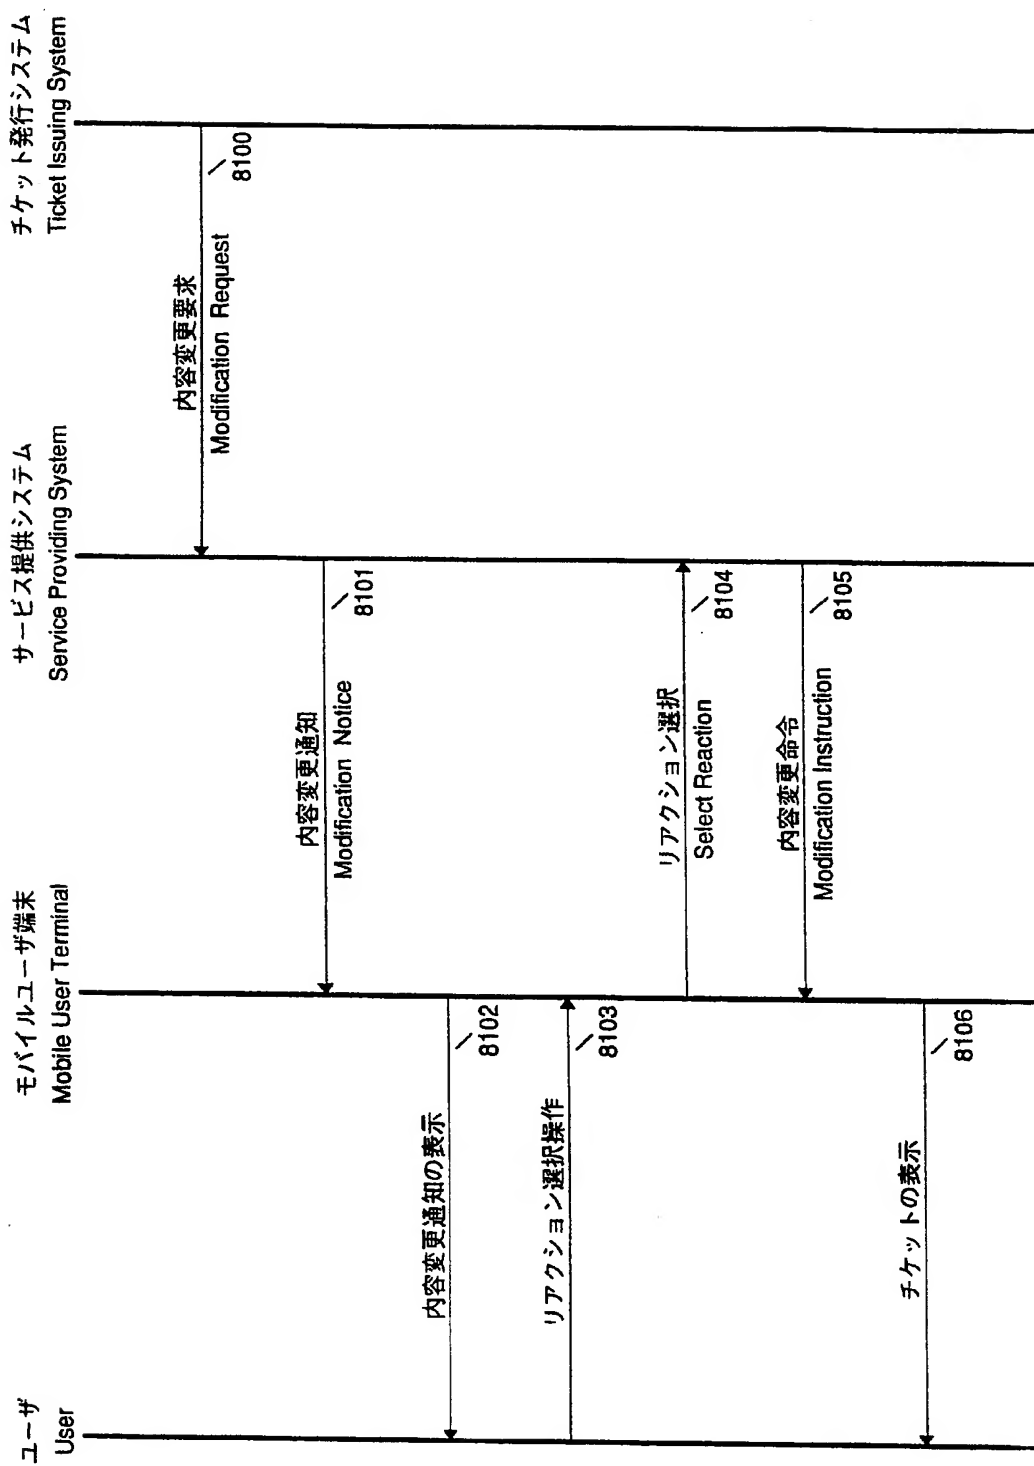 ユーザ
User
モバイルユーザ端末
Mobile User Terminal
サービス提供システム
Service Providing System
チケット発行システム
Ticket Issuing System
内容変更要求
Modification Request
8100
内容変更通知
Modification Notice
8101
内容変更通知の表示
8102
リアクション選択操作
8103
リアクション選択
Select Reaction
8104
内容変更命令
Modification Instruction
8105
チケットの表示
8106